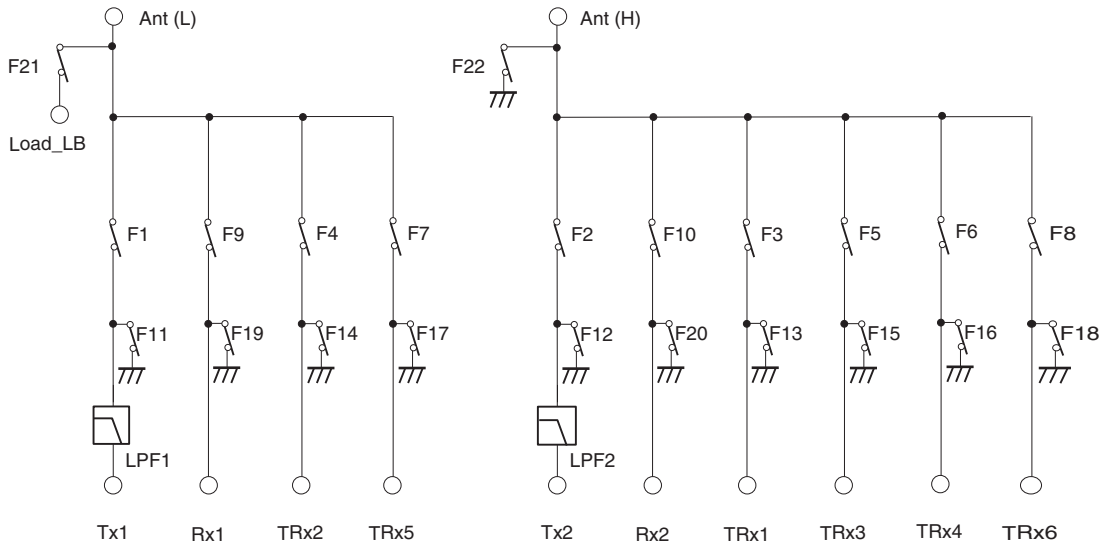 Ant (L)
Ant (H)
F21
F22
Load_LB
F1
F9
F4
F7
F2
F10
F3
F5
F6
F8
F11
F19
F14
F17
F12
F20
F13
F15
F16
F18
LPF1
LPF2
Tx1
Rx1
TRx2
TRx5
Tx2
Rx2
TRx1
TRx3
TRx4
TRx6